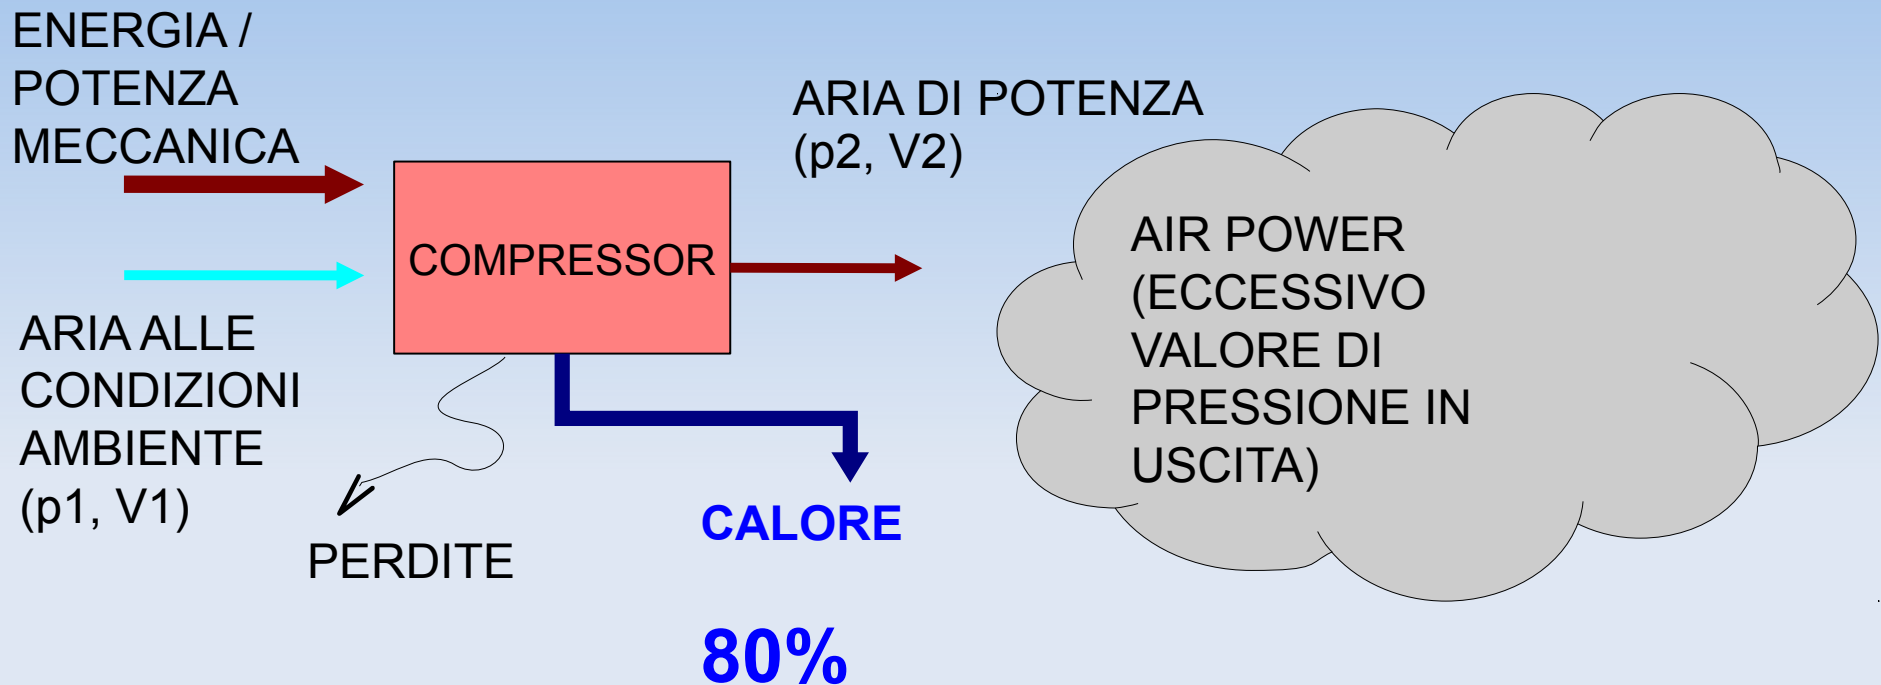 ENERGIA /
POTENZA
MECCANICA
ARIA ALLE
CONDIZIONI
AMBIENTE
(p1, V1)
COMPRESSOR
PERDITE
CALORE
80%
ARIA DI POTENZA
(p2, V2)
AIR POWER
(ECCESSIVO
VALORE DI
PRESSIONE IN
USCITA)